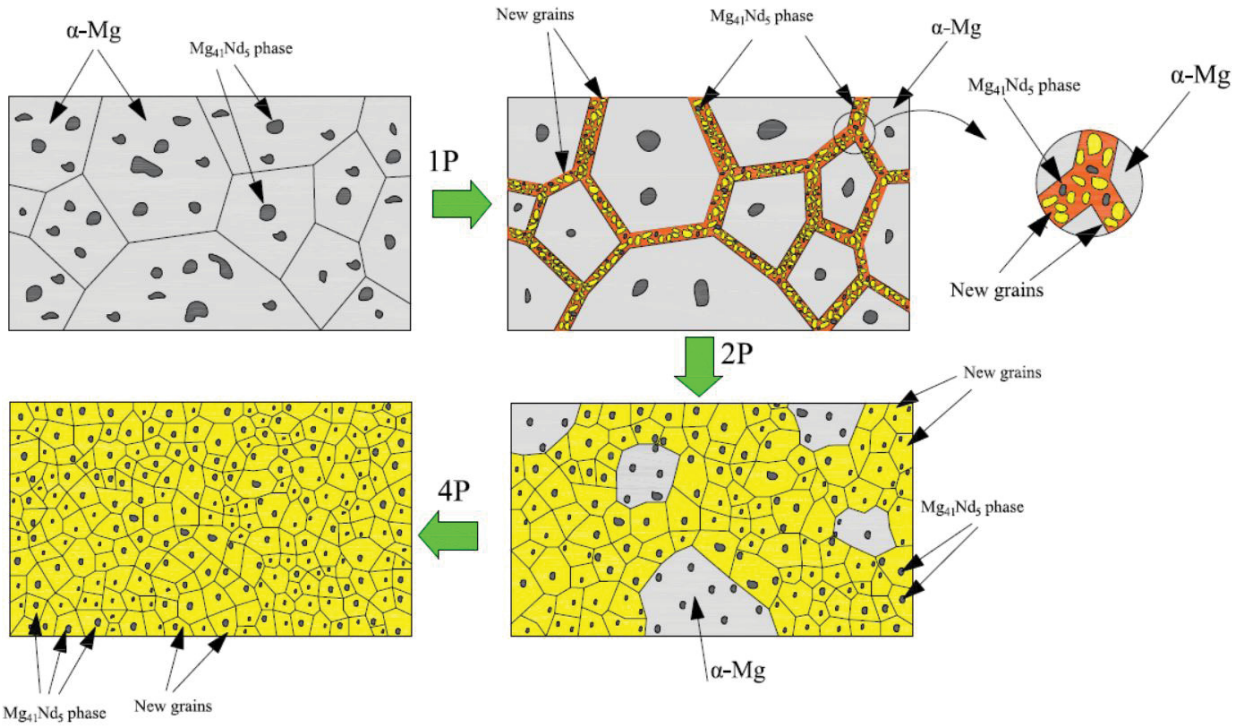 α-Mg
Mg₄₁Nd₅ phase
1P
New grains
Mg₄₁Nd₅ phase
α-Mg
Mg₄₁Nd₅ phase
α-Mg
New grains
2P
New grains
Mg₄₁Nd₅ phase
α-Mg
4P
Mg₄₁Nd₅ phase
New grains